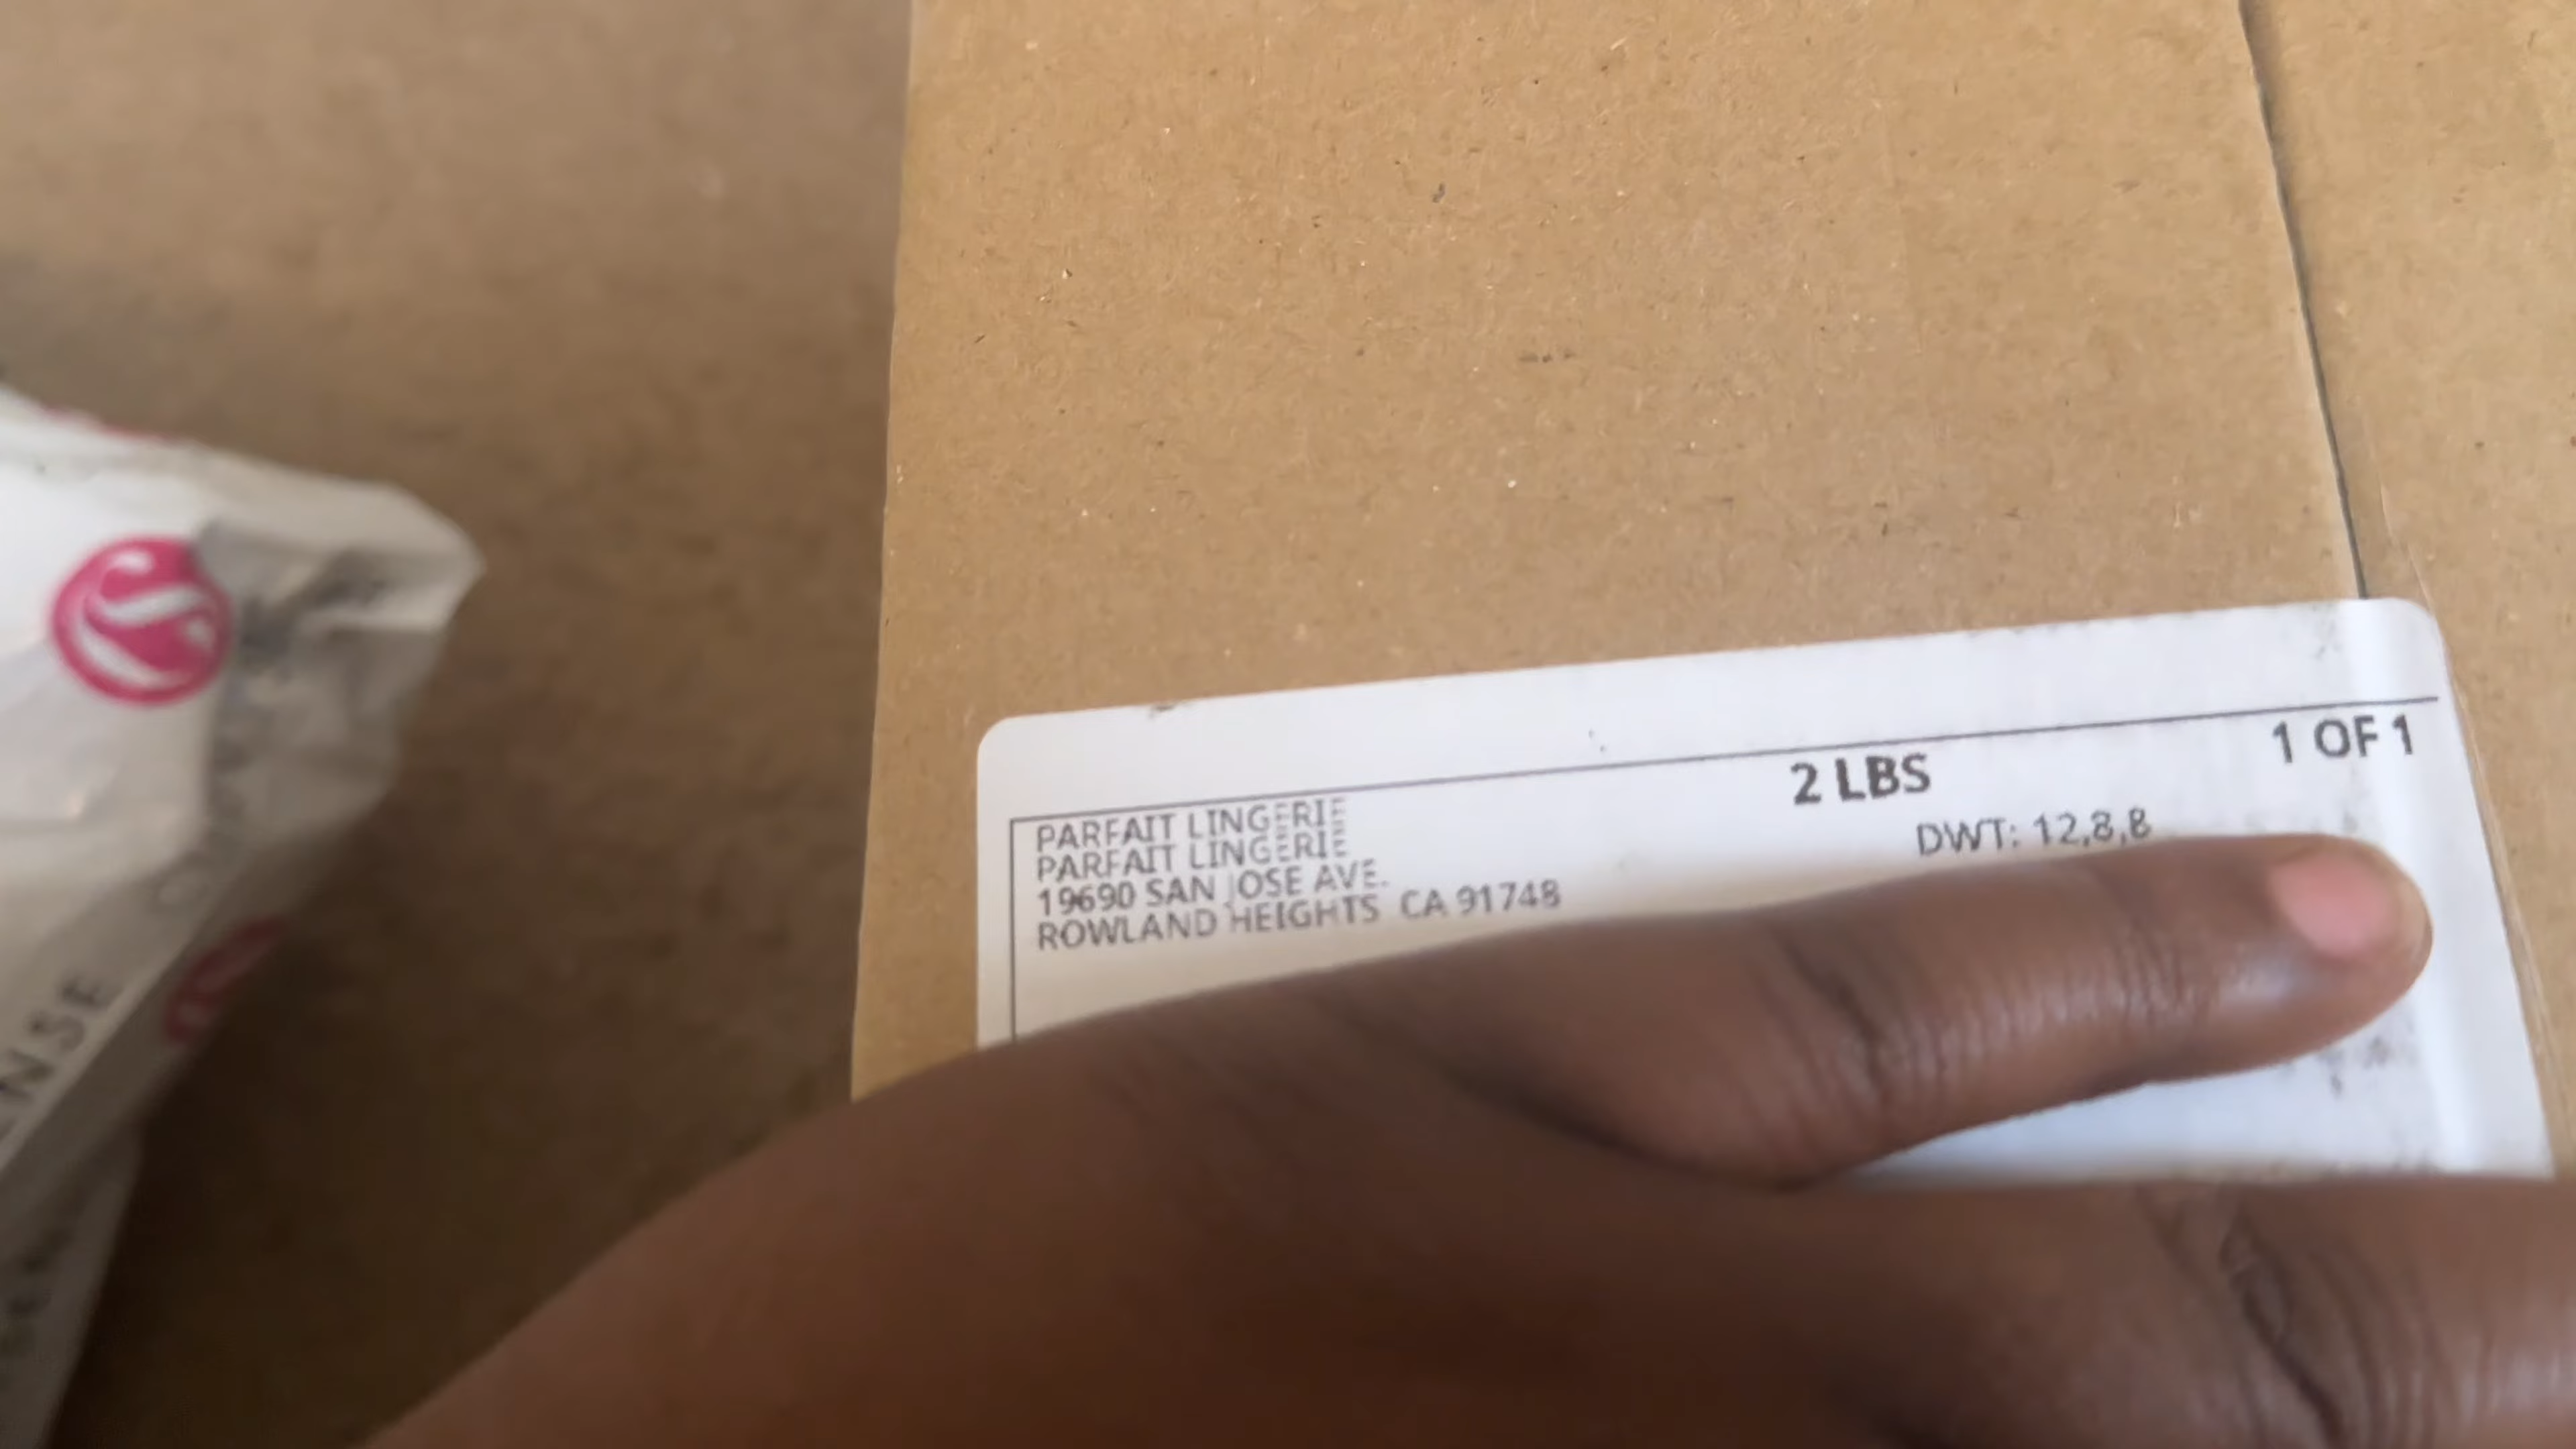 PARFAIT LINGERIE
PARFAIT LINGERIE
19690 SAN JOSE AVE.
ROWLAND HEIGHTS CA 91748
2 LBS
1 OF 1
DWT: 12,8,8